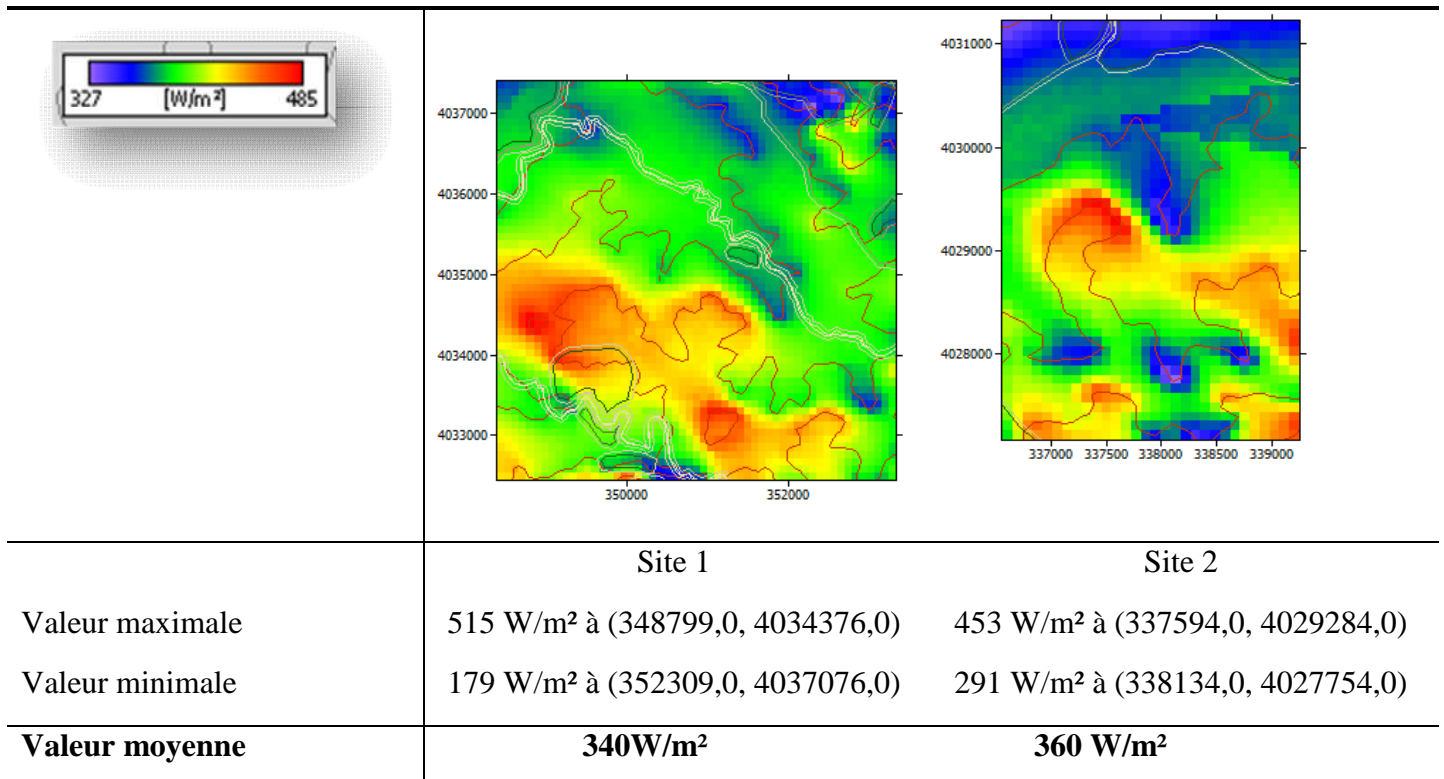 327 [W/m²] 485
4037000
4036000
4035000
4034000
4033000
350000 352000
4031000
4030000
4029000
4028000
337000 337500 338000 338500 339000
Site 1 Site 2
Valeur maximale 515 W/m² à (348799,0, 4034376,0) 453 W/m² à (337594,0, 4029284,0)
Valeur minimale 179 W/m² à (352309,0, 4037076,0) 291 W/m² à (338134,0, 4027754,0)
Valeur moyenne 340W/m² 360 W/m²